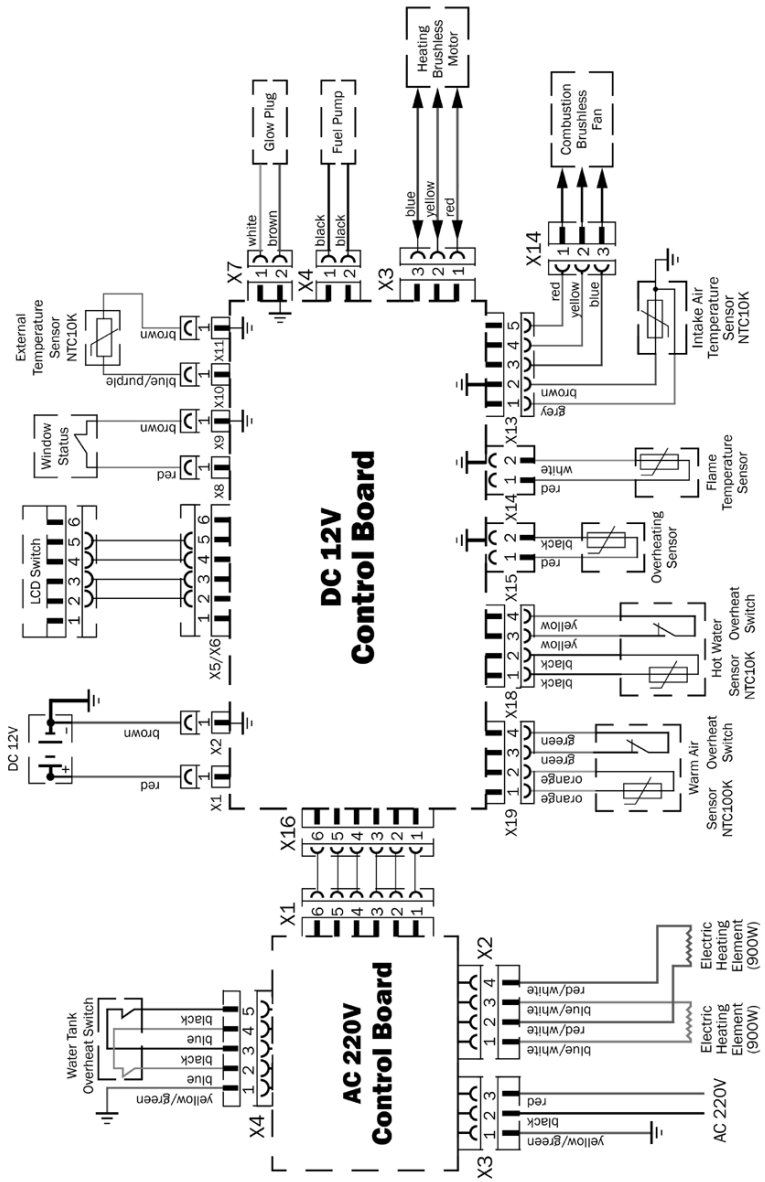 Heating
Brushless
Motor
Glow Plug
Fuel Pump
Combustion
Brushless
Fan
white
brown
black
black
blue
yellow
red
X7
1
2
X4
1
2
X3
3
2
1
X14
1
2
3
red
yellow
blue
External
Temperature
Sensor
NTC10K
brown
blue/purple
1
X11
1
X10
Window
Status
brown
red
1
X9
1
X8
LCD Switch
6
5
4
3
2
1
6
5
4
3
2
1
X5/X6
DC 12V
-
+
brown
red
1
X2
1
X1
DC 12V
Control Board
5
4
3
2
1
X13
brown
grey
Intake Air
Temperature
Sensor
NTC10K
2
1
X14
white
red
Flame
Temperature
Sensor
2
1
X15
black
red
Overheating
Sensor
4
3
2
1
X18
yellow
yellow
black
black
Hot Water
Sensor Overheat
NTC10K Switch
4
3
2
1
X19
green
green
orange
orange
Warm Air
Sensor Overheat
NTC100K Switch
X16
6
5
4
3
2
1
X1
6
5
4
3
2
1
AC 220V
Control Board
Water Tank
Overheat Switch
black
blue
black
blue
yellow/green
5
4
3
2
1
X4
X2
4
3
2
1
red/white
blue/white
red/white
blue/white
Electric
Heating
Element
(900W)
Electric
Heating
Element
(900W)
X3
3
2
1
red
black
yellow/green
AC 220V